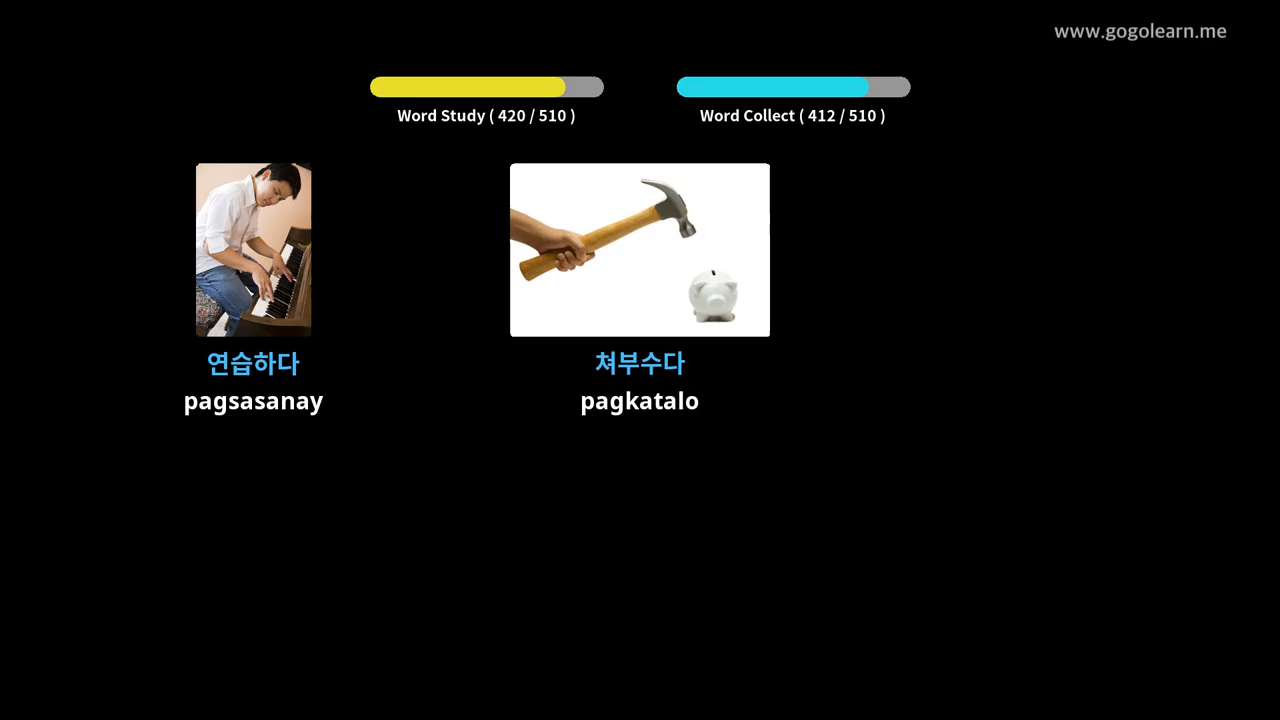 www.gogolearn.me
Word Study ( 420 / 510 )
Word Collect ( 412 / 510 )
연습하다
pagsasanay
쳐부수다
pagkatalo